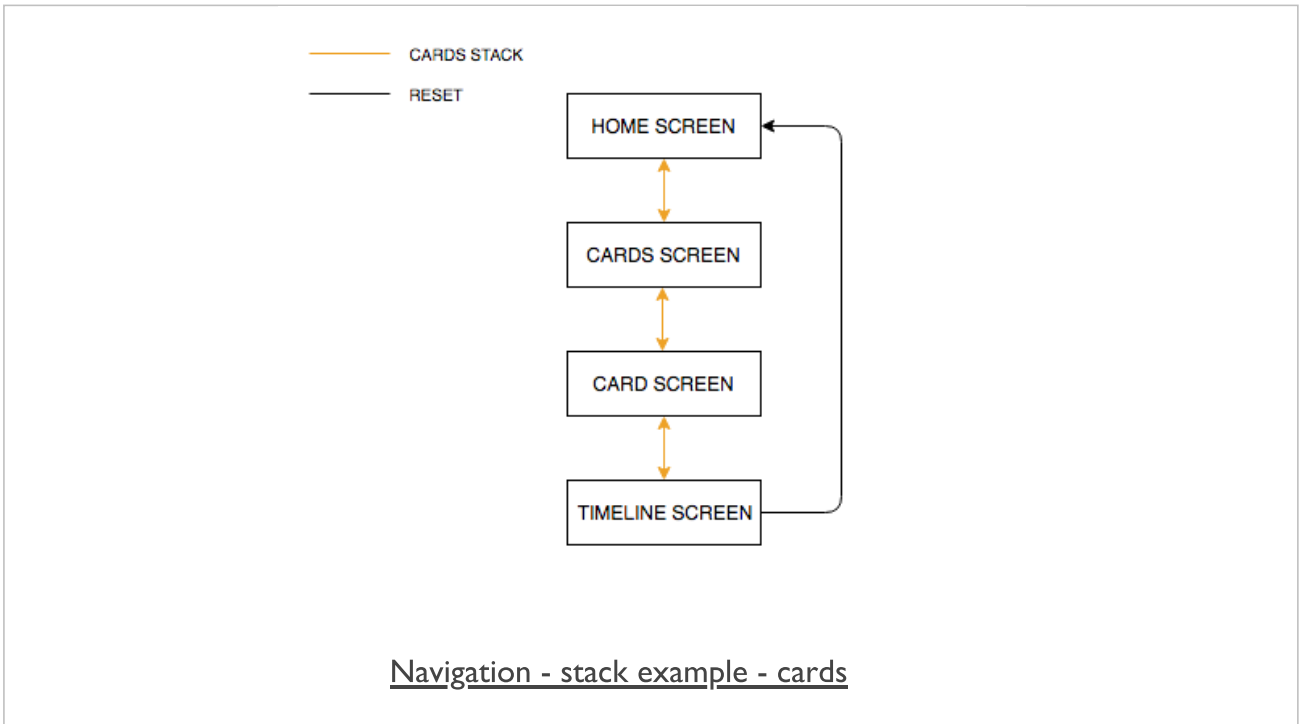 CARDS STACK
RESET
HOME SCREEN
CARDS SCREEN
CARD SCREEN
TIMELINE SCREEN
Navigation - stack example - cards